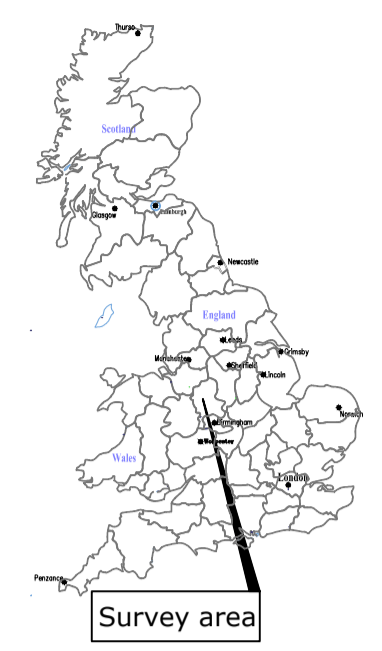 Thurso
Scotland
Edinburgh
Glasgow
Newcastle
England
Leeds
Grimsby
Manchester
Sheffield
Lincoln
Norwich
Birmingham
Worcester
Wales
London
Penzance
Survey area